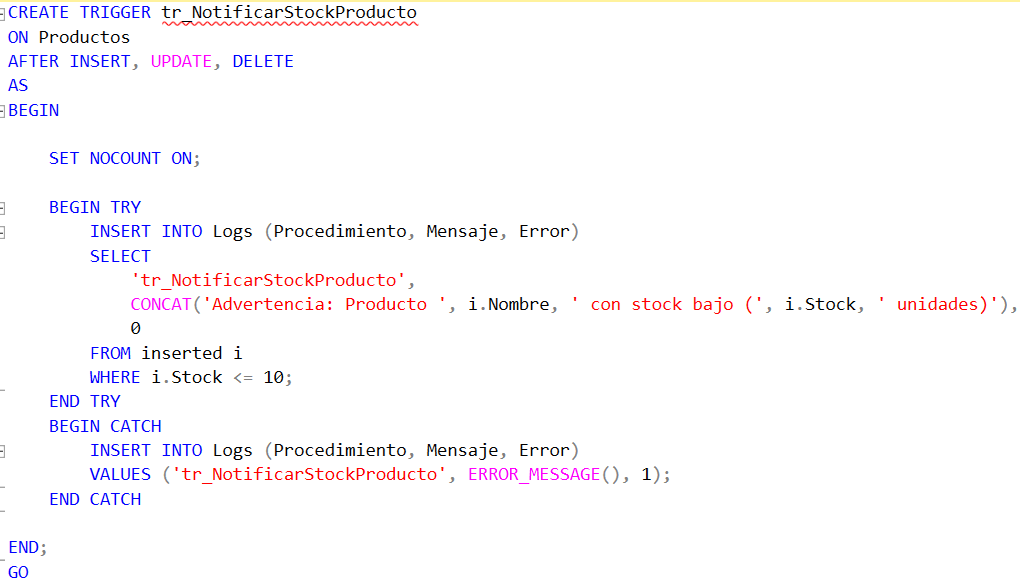 CREATE TRIGGER tr_NotificarStockProducto
ON Productos
AFTER INSERT, UPDATE, DELETE
AS
BEGIN
SET NOCOUNT ON;
BEGIN TRY
INSERT INTO Logs (Procedimiento, Mensaje, Error)
SELECT
'tr_NotificarStockProducto',
CONCAT('Advertencia: Producto ', i.Nombre, ' con stock bajo (', i.Stock, ' unidades)'),
0
FROM inserted i
WHERE i.Stock <= 10;
END TRY
BEGIN CATCH
INSERT INTO Logs (Procedimiento, Mensaje, Error)
VALUES ('tr_NotificarStockProducto', ERROR_MESSAGE(), 1);
END CATCH
END;
GO